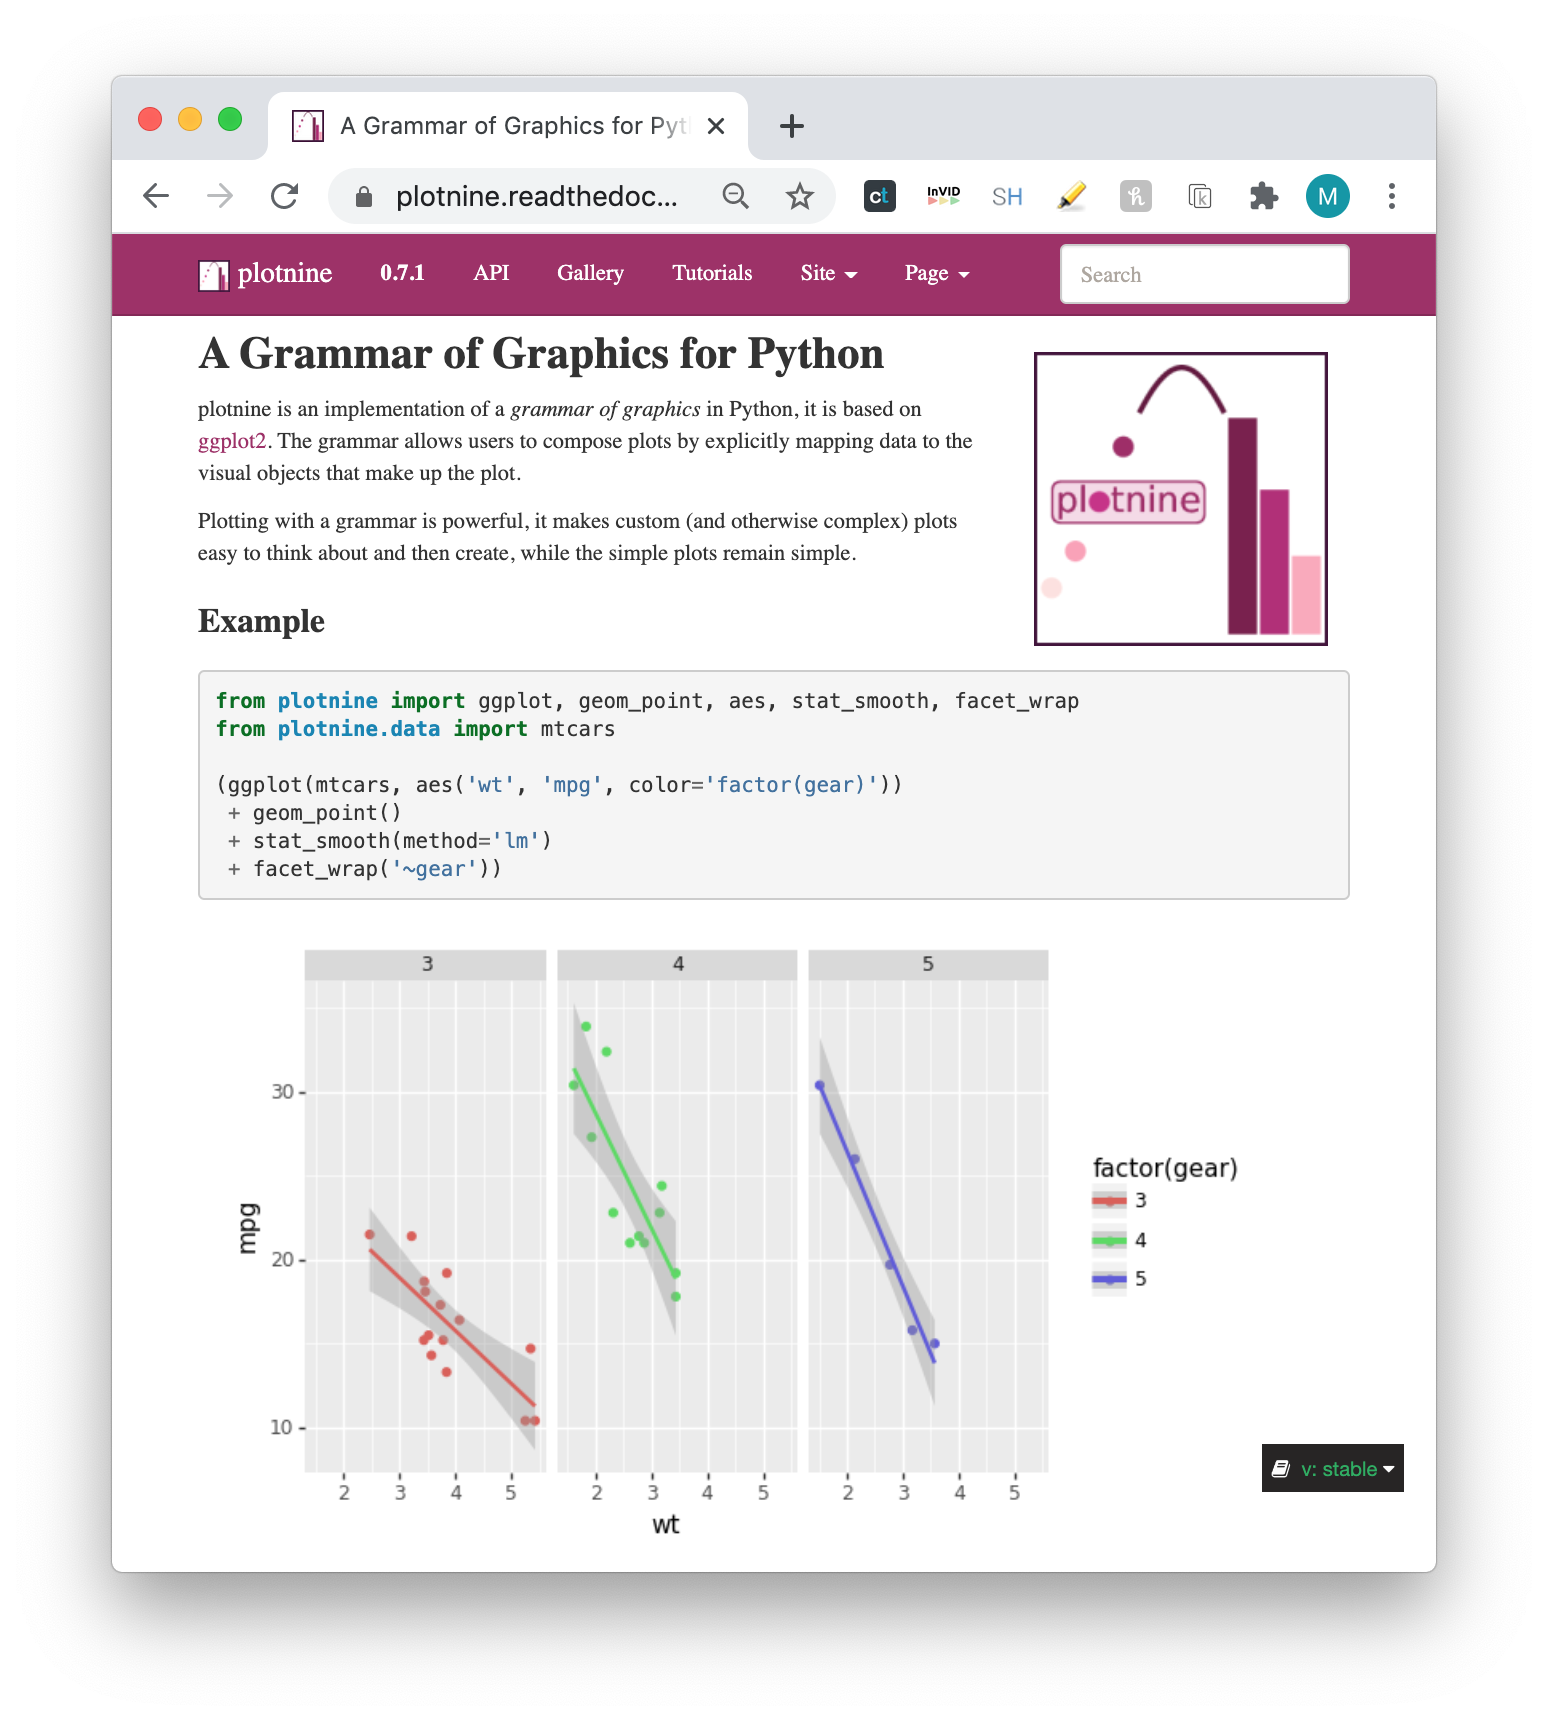 A Grammar of Graphics for Pyt
plotnine.readthedoc...
ct
InVID
SH
h
k
M
plotnine 0.7.1 API Gallery Tutorials Site Page Search
A Grammar of Graphics for Python
plotnine is an implementation of a grammar of graphics in Python, it is based on
ggplot2. The grammar allows users to compose plots by explicitly mapping data to the
visual objects that make up the plot.
Plotting with a grammar is powerful, it makes custom (and otherwise complex) plots
easy to think about and then create, while the simple plots remain simple.
plotnine
Example
from plotnine import ggplot, geom_point, aes, stat_smooth, facet_wrap
from plotnine.data import mtcars
(ggplot(mtcars, aes('wt', 'mpg', color='factor(gear)'))
+ geom_point()
+ stat_smooth(method='lm')
+ facet_wrap('~gear'))
3 4 5
30
20
10
mpg
2 3 4 5 2 3 4 5 2 3 4 5
wt
factor(gear)
3
4
5
v: stable